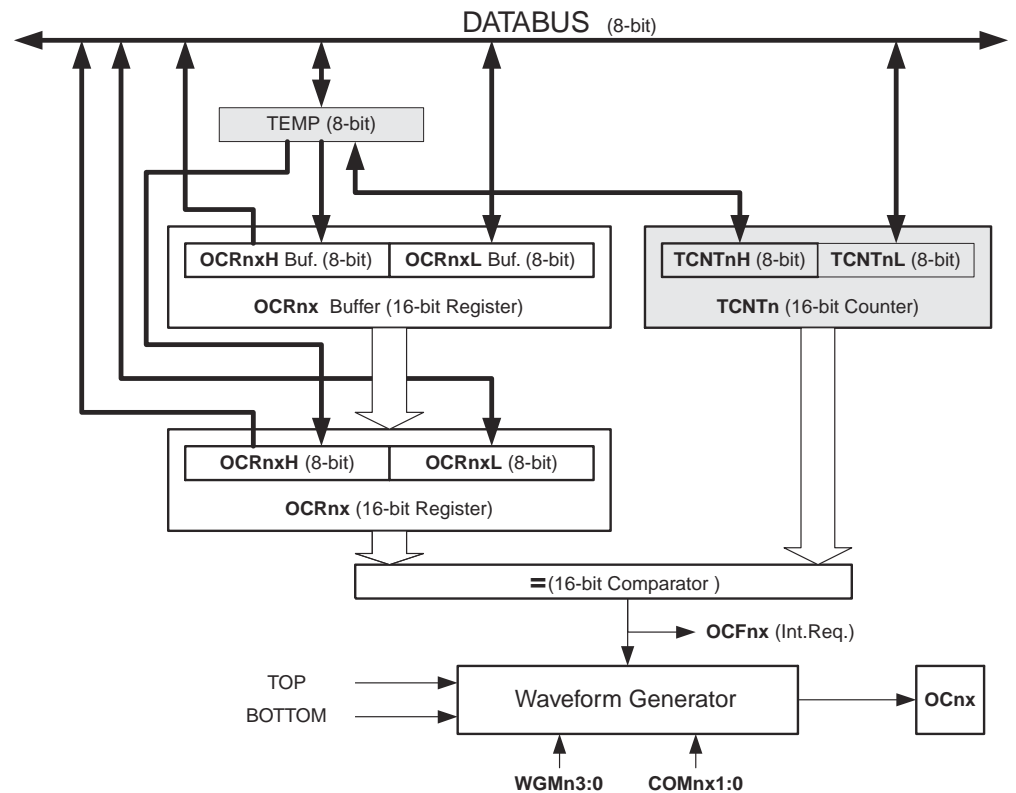 DATABUS (8-bit)
TEMP (8-bit)
OCRnxH Buf. (8-bit) OCRnxL Buf. (8-bit)
OCRnx Buffer (16-bit Register)
TCNTnH (8-bit) TCNTnL (8-bit)
TCNTn (16-bit Counter)
OCRnxH (8-bit) OCRnxL (8-bit)
OCRnx (16-bit Register)
=(16-bit Comparator )
OCFnx (Int.Req.)
TOP
BOTTOM
Waveform Generator
OCnx
WGMn3:0 COMnx1:0